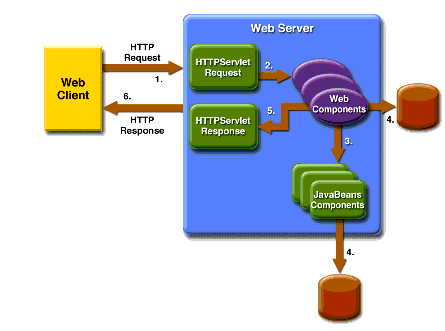 Web Server
HTTP
Request
1.
Web
Client
6.
HTTP
Response
HTTPServlet
Request
2.
Web
Components
HTTPServlet
Response
5.
4.
3.
JavaBeans
Components
4.